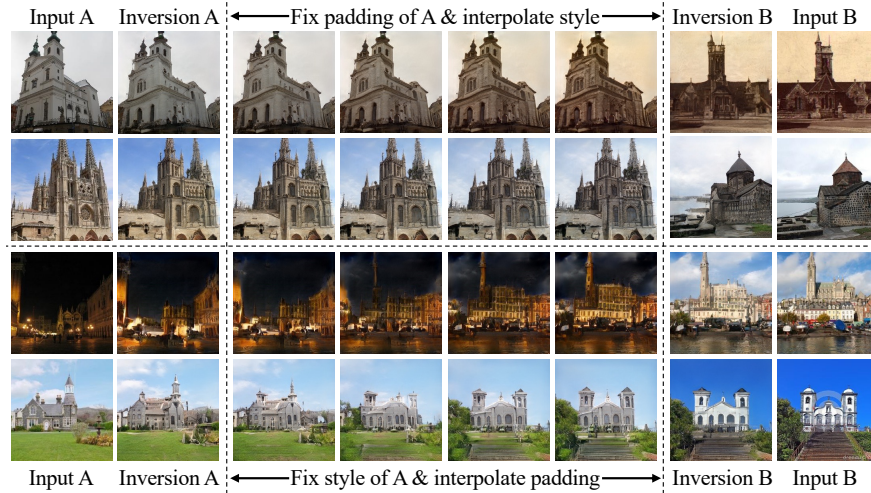 Input A Inversion A Fix padding of A & interpolate style Inversion B Input B
Input A Inversion A Fix style of A & interpolate padding Inversion B Input B